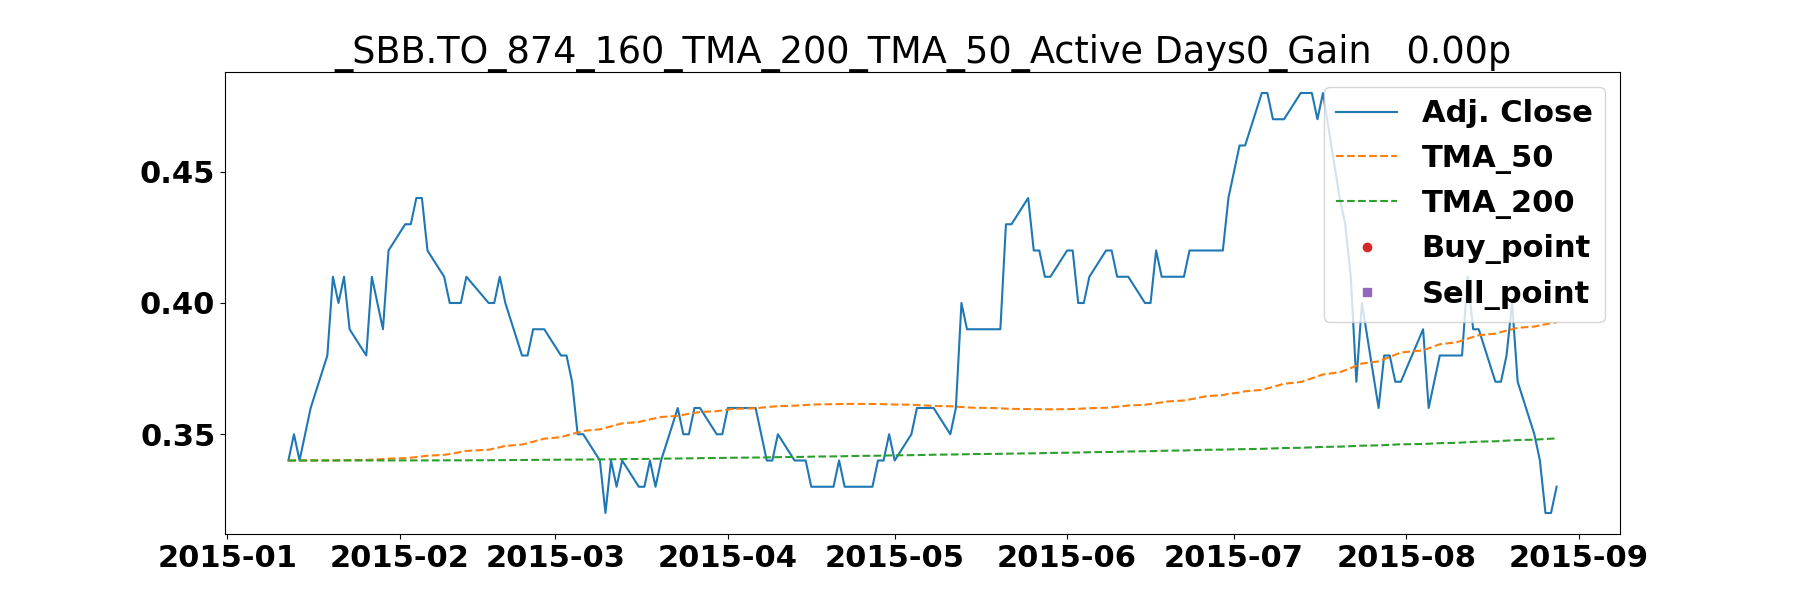 _SBB.TO_874_160_TMA_200_TMA_50_Active Days0_Gain   0.00p
Adj. Close
TMA_50
TMA_200
Buy_point
Sell_point
0.45
0.40
0.35
2015-01 2015-02 2015-03 2015-04 2015-05 2015-06 2015-07 2015-08 2015-09